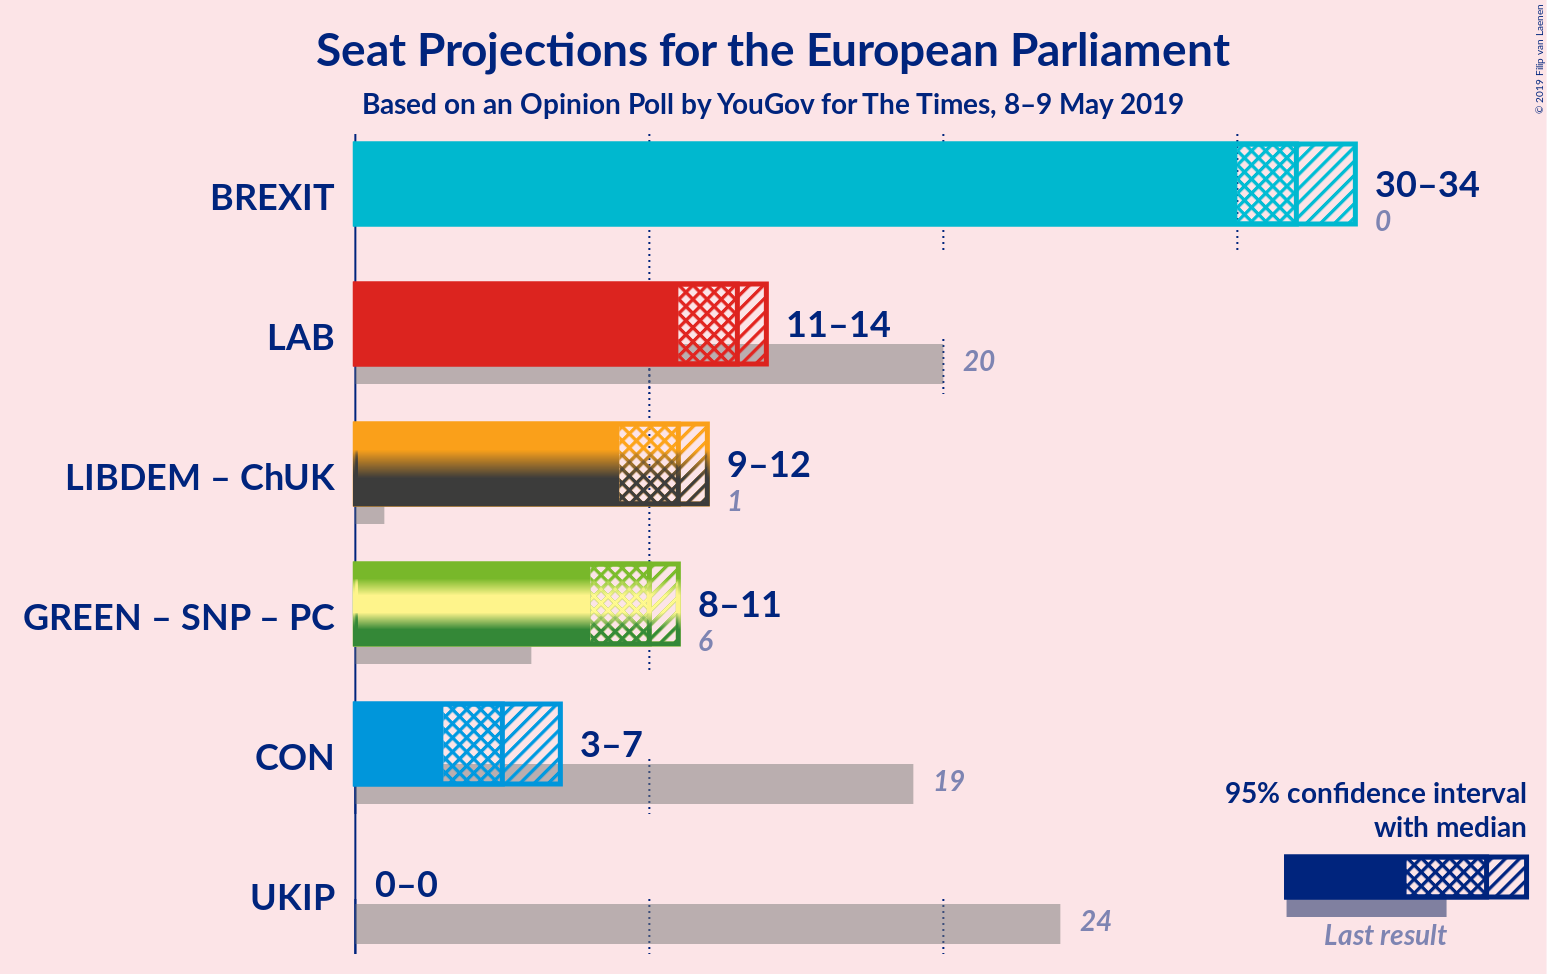 Seat Projections for the European Parliament
Based on an Opinion Poll by YouGov for The Times, 8–9 May 2019
© 2019 Filip van Laenen
BREXIT
30–34
0
LAB
11–14
20
LIBDEM – ChUK
9–12
1
GREEN – SNP – PC
8–11
6
CON
3–7
19
UKIP
0–0
24
95% confidence interval
with median
Last result